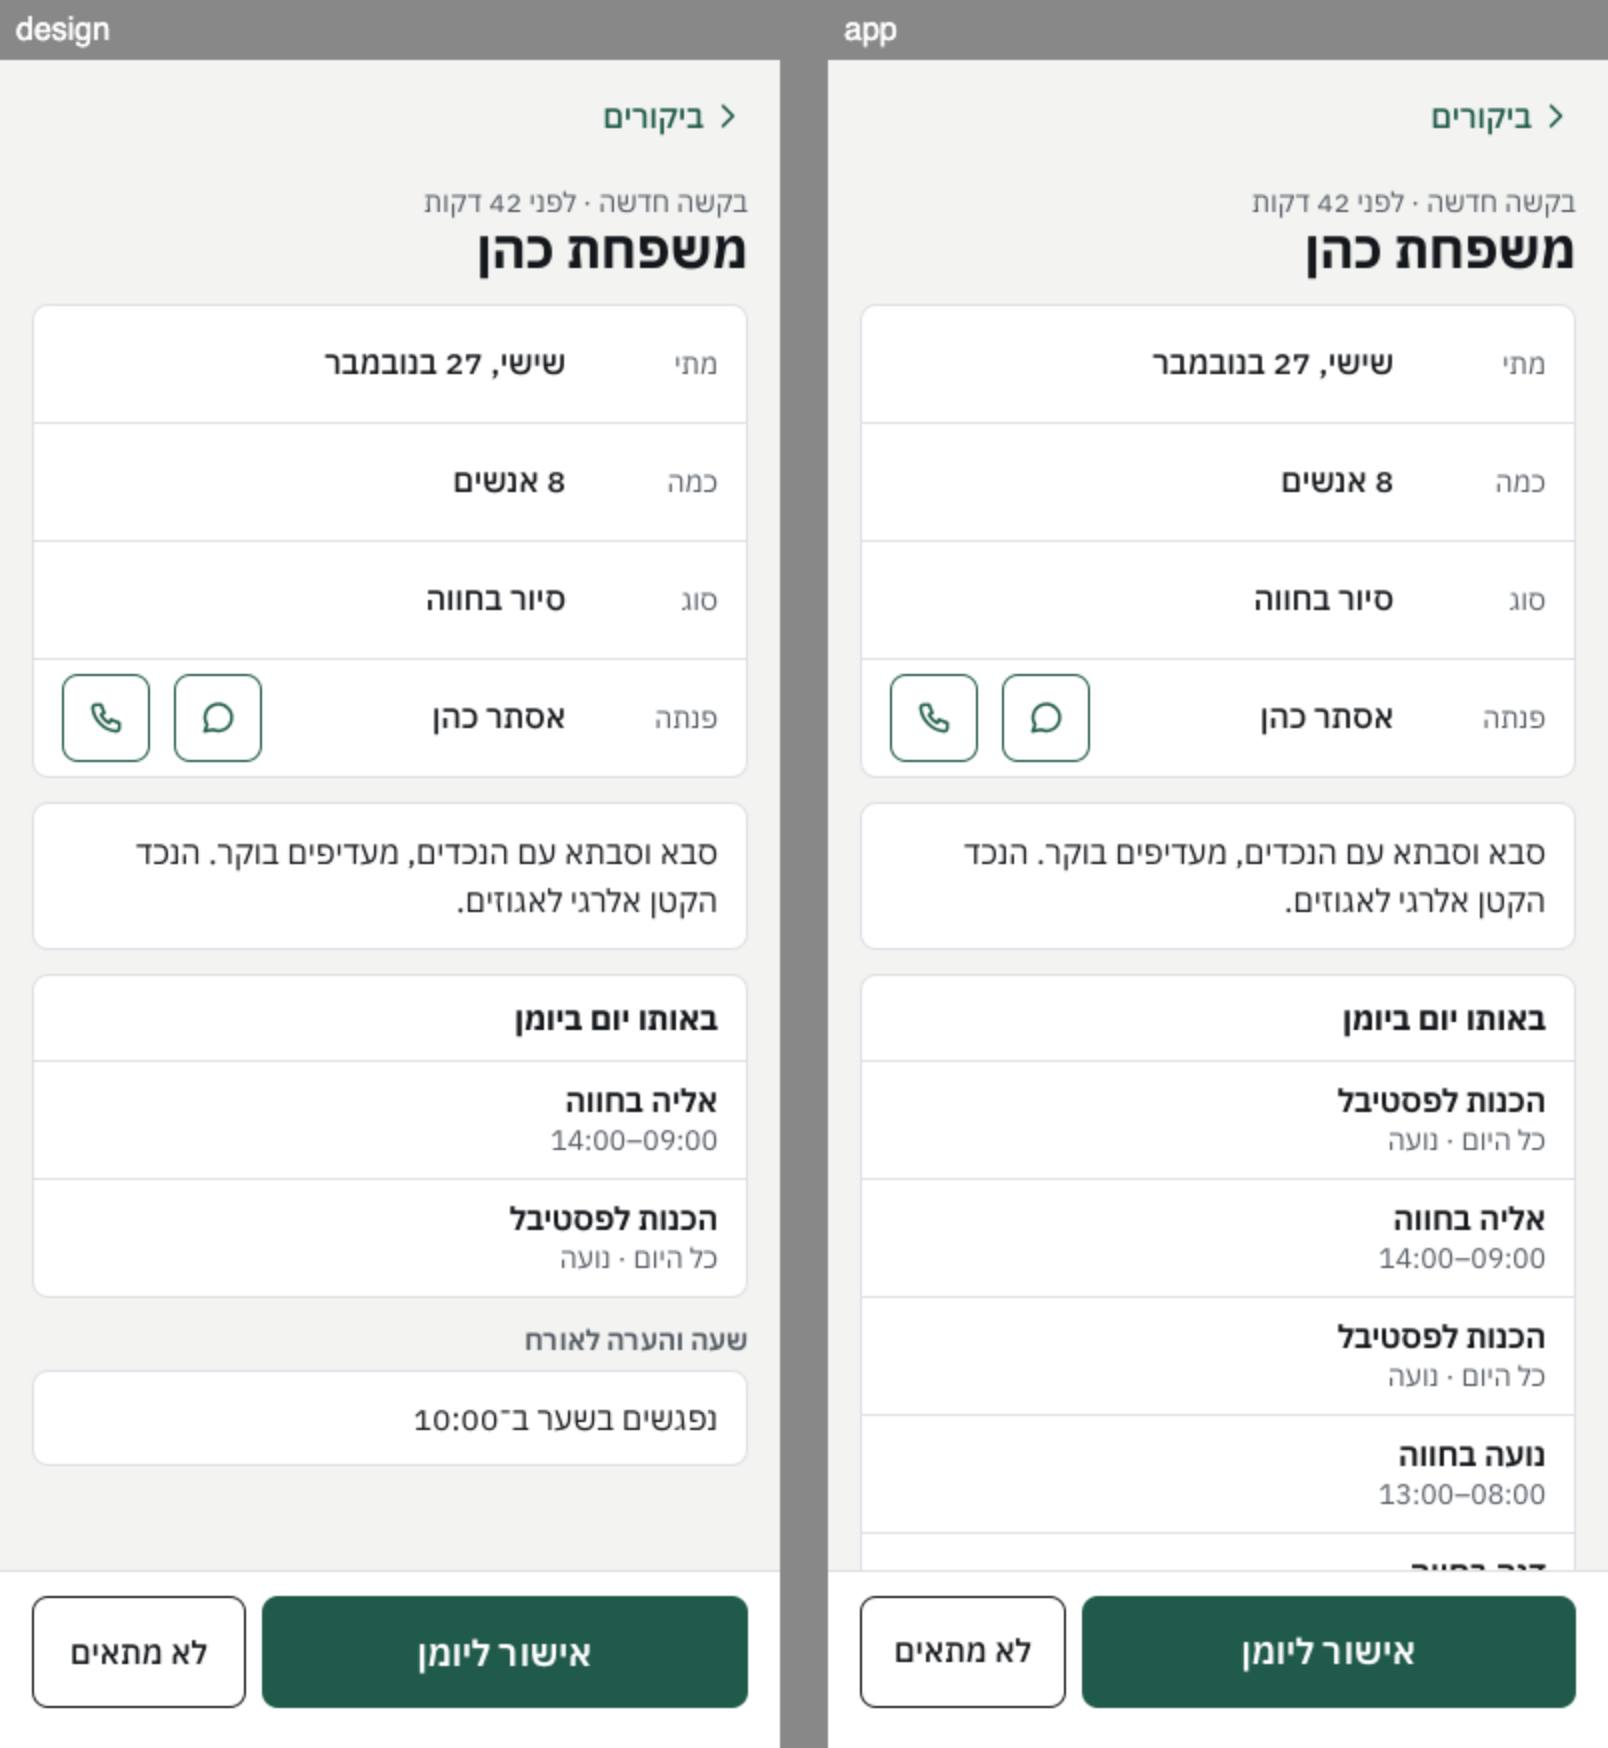 design
ביקורים
בקשה חדשה · לפני 42 דקות
משפחת כהן
מתי
שישי, 27 בנובמבר
כמה
8 אנשים
סוג
סיור בחווה
פנתה
אסתר כהן
סבא וסבתא עם הנכדים, מעדיפים בוקר. הנכד
הקטן אלרגי לאגוזים.
באותו יום ביומן
אליה בחווה
09:00–14:00
הכנות לפסטיבל
כל היום · נועה
שעה והערה לאורח
נפגשים בשער ב־10:00
אישור ליומן
לא מתאים
app
ביקורים
בקשה חדשה · לפני 42 דקות
משפחת כהן
מתי
שישי, 27 בנובמבר
כמה
8 אנשים
סוג
סיור בחווה
פנתה
אסתר כהן
סבא וסבתא עם הנכדים, מעדיפים בוקר. הנכד
הקטן אלרגי לאגוזים.
באותו יום ביומן
הכנות לפסטיבל
כל היום · נועה
אליה בחווה
09:00–14:00
הכנות לפסטיבל
כל היום · נועה
נועה בחווה
08:00–13:00
אישור ליומן
לא מתאים